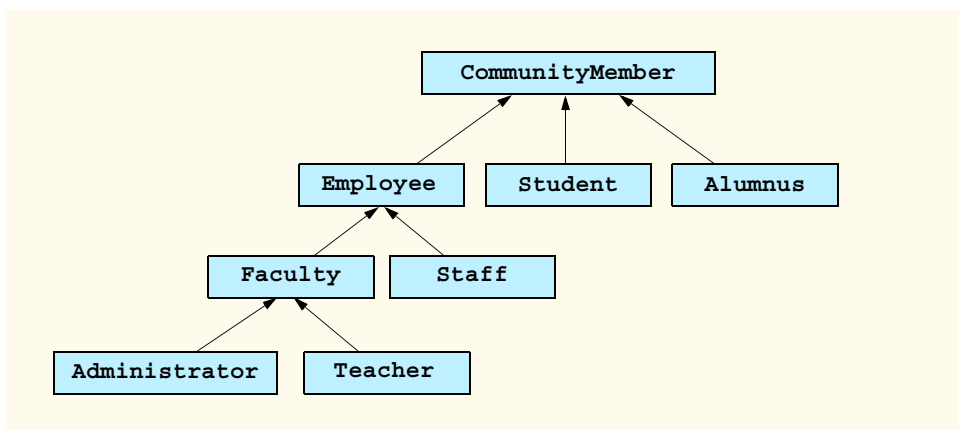 CommunityMember
Employee
Student
Alumnus
Faculty
Staff
Administrator
Teacher